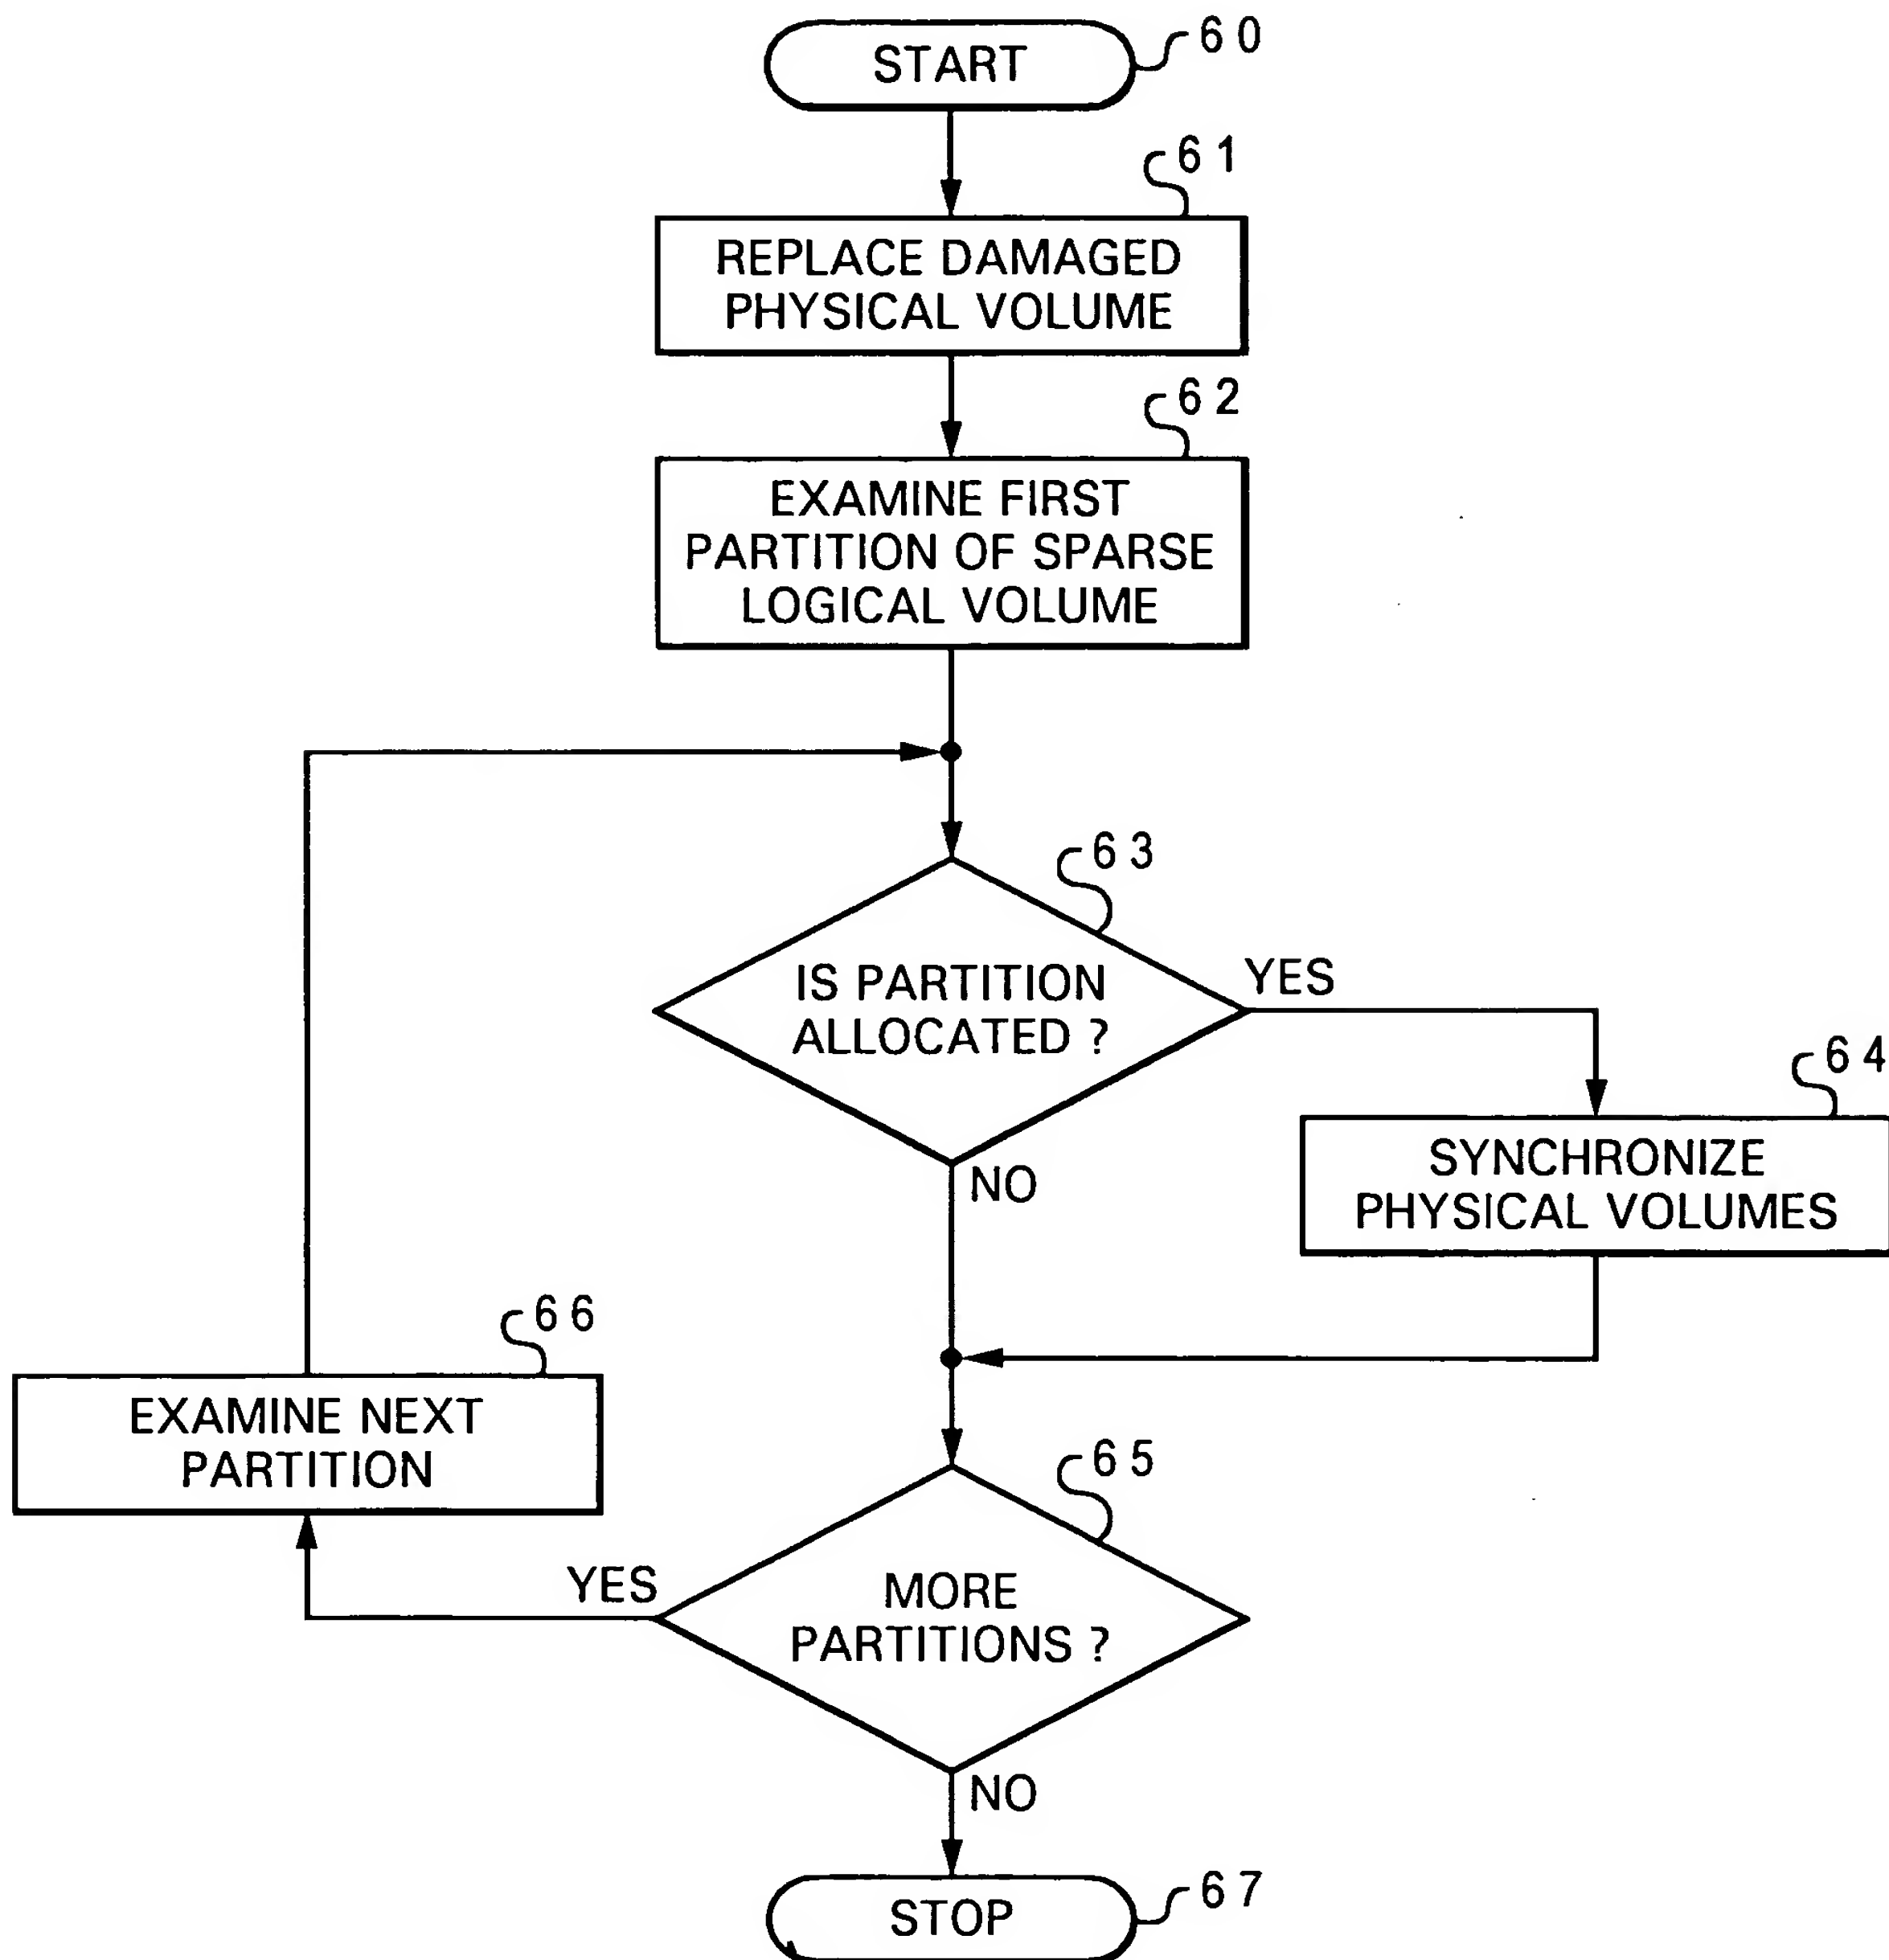 START
60
61
REPLACE DAMAGED
PHYSICAL VOLUME
62
EXAMINE FIRST
PARTITION OF SPARSE
LOGICAL VOLUME
63
IS PARTITION
ALLOCATED ?
YES
NO
64
SYNCHRONIZE
PHYSICAL VOLUMES
66
EXAMINE NEXT
PARTITION
65
MORE
PARTITIONS ?
YES
NO
STOP
67